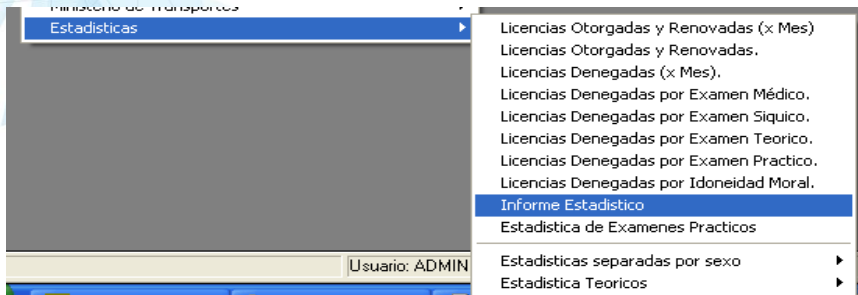 Ministerio de Transportes
Estadisticas
Licencias Otorgadas y Renovadas (x Mes)
Licencias Otorgadas y Renovadas.
Licencias Denegadas (x Mes).
Licencias Denegadas por Examen Médico.
Licencias Denegadas por Examen Siquico.
Licencias Denegadas por Examen Teorico.
Licencias Denegadas por Examen Practico.
Licencias Denegadas por Idoneidad Moral.
Informe Estadistico
Estadistica de Examenes Practicos
Estadisticas separadas por sexo
Estadistica Teoricos
Usuario: ADMIN